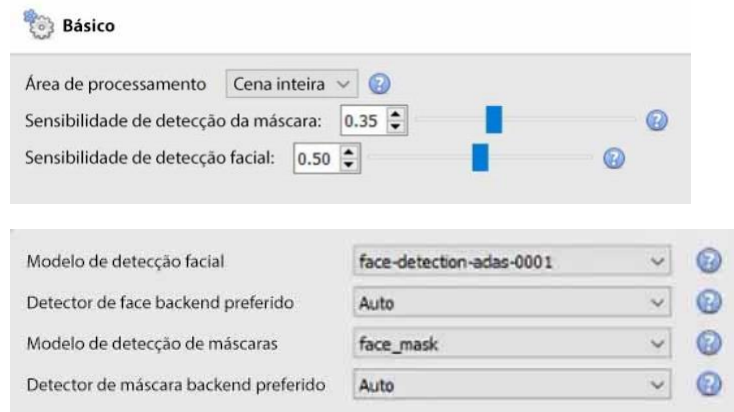 Básico
Área de processamento Cena inteira
Sensibilidade de detecção da máscara: 0.35
Sensibilidade de detecção facial: 0.50
Modelo de detecção facial face-detection-adas-0001
Detector de face backend preferido Auto
Modelo de detecção de máscaras face_mask
Detector de máscara backend preferido Auto